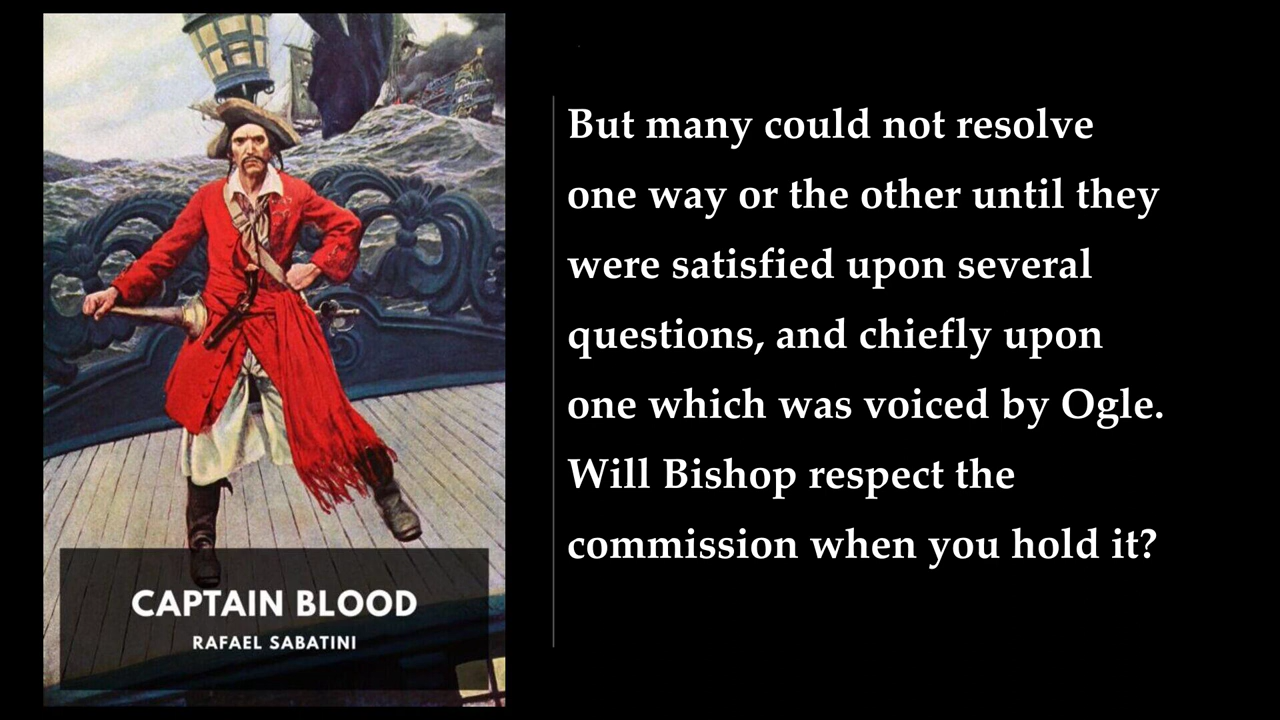 CAPTAIN BLOOD
RAFAEL SABATINI
But many could not resolve
one way or the other until they
were satisfied upon several
questions, and chiefly upon
one which was voiced by Ogle.
Will Bishop respect the
commission when you hold it?